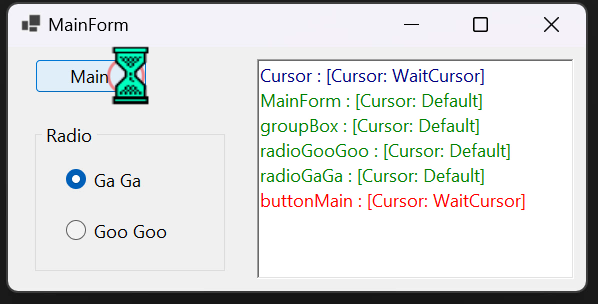 MainForm
Main
Radio
Ga Ga
Goo Goo
Cursor : [Cursor: WaitCursor]
MainForm : [Cursor: Default]
groupBox : [Cursor: Default]
radioGooGoo : [Cursor: Default]
radioGaGa : [Cursor: Default]
buttonMain : [Cursor: WaitCursor]